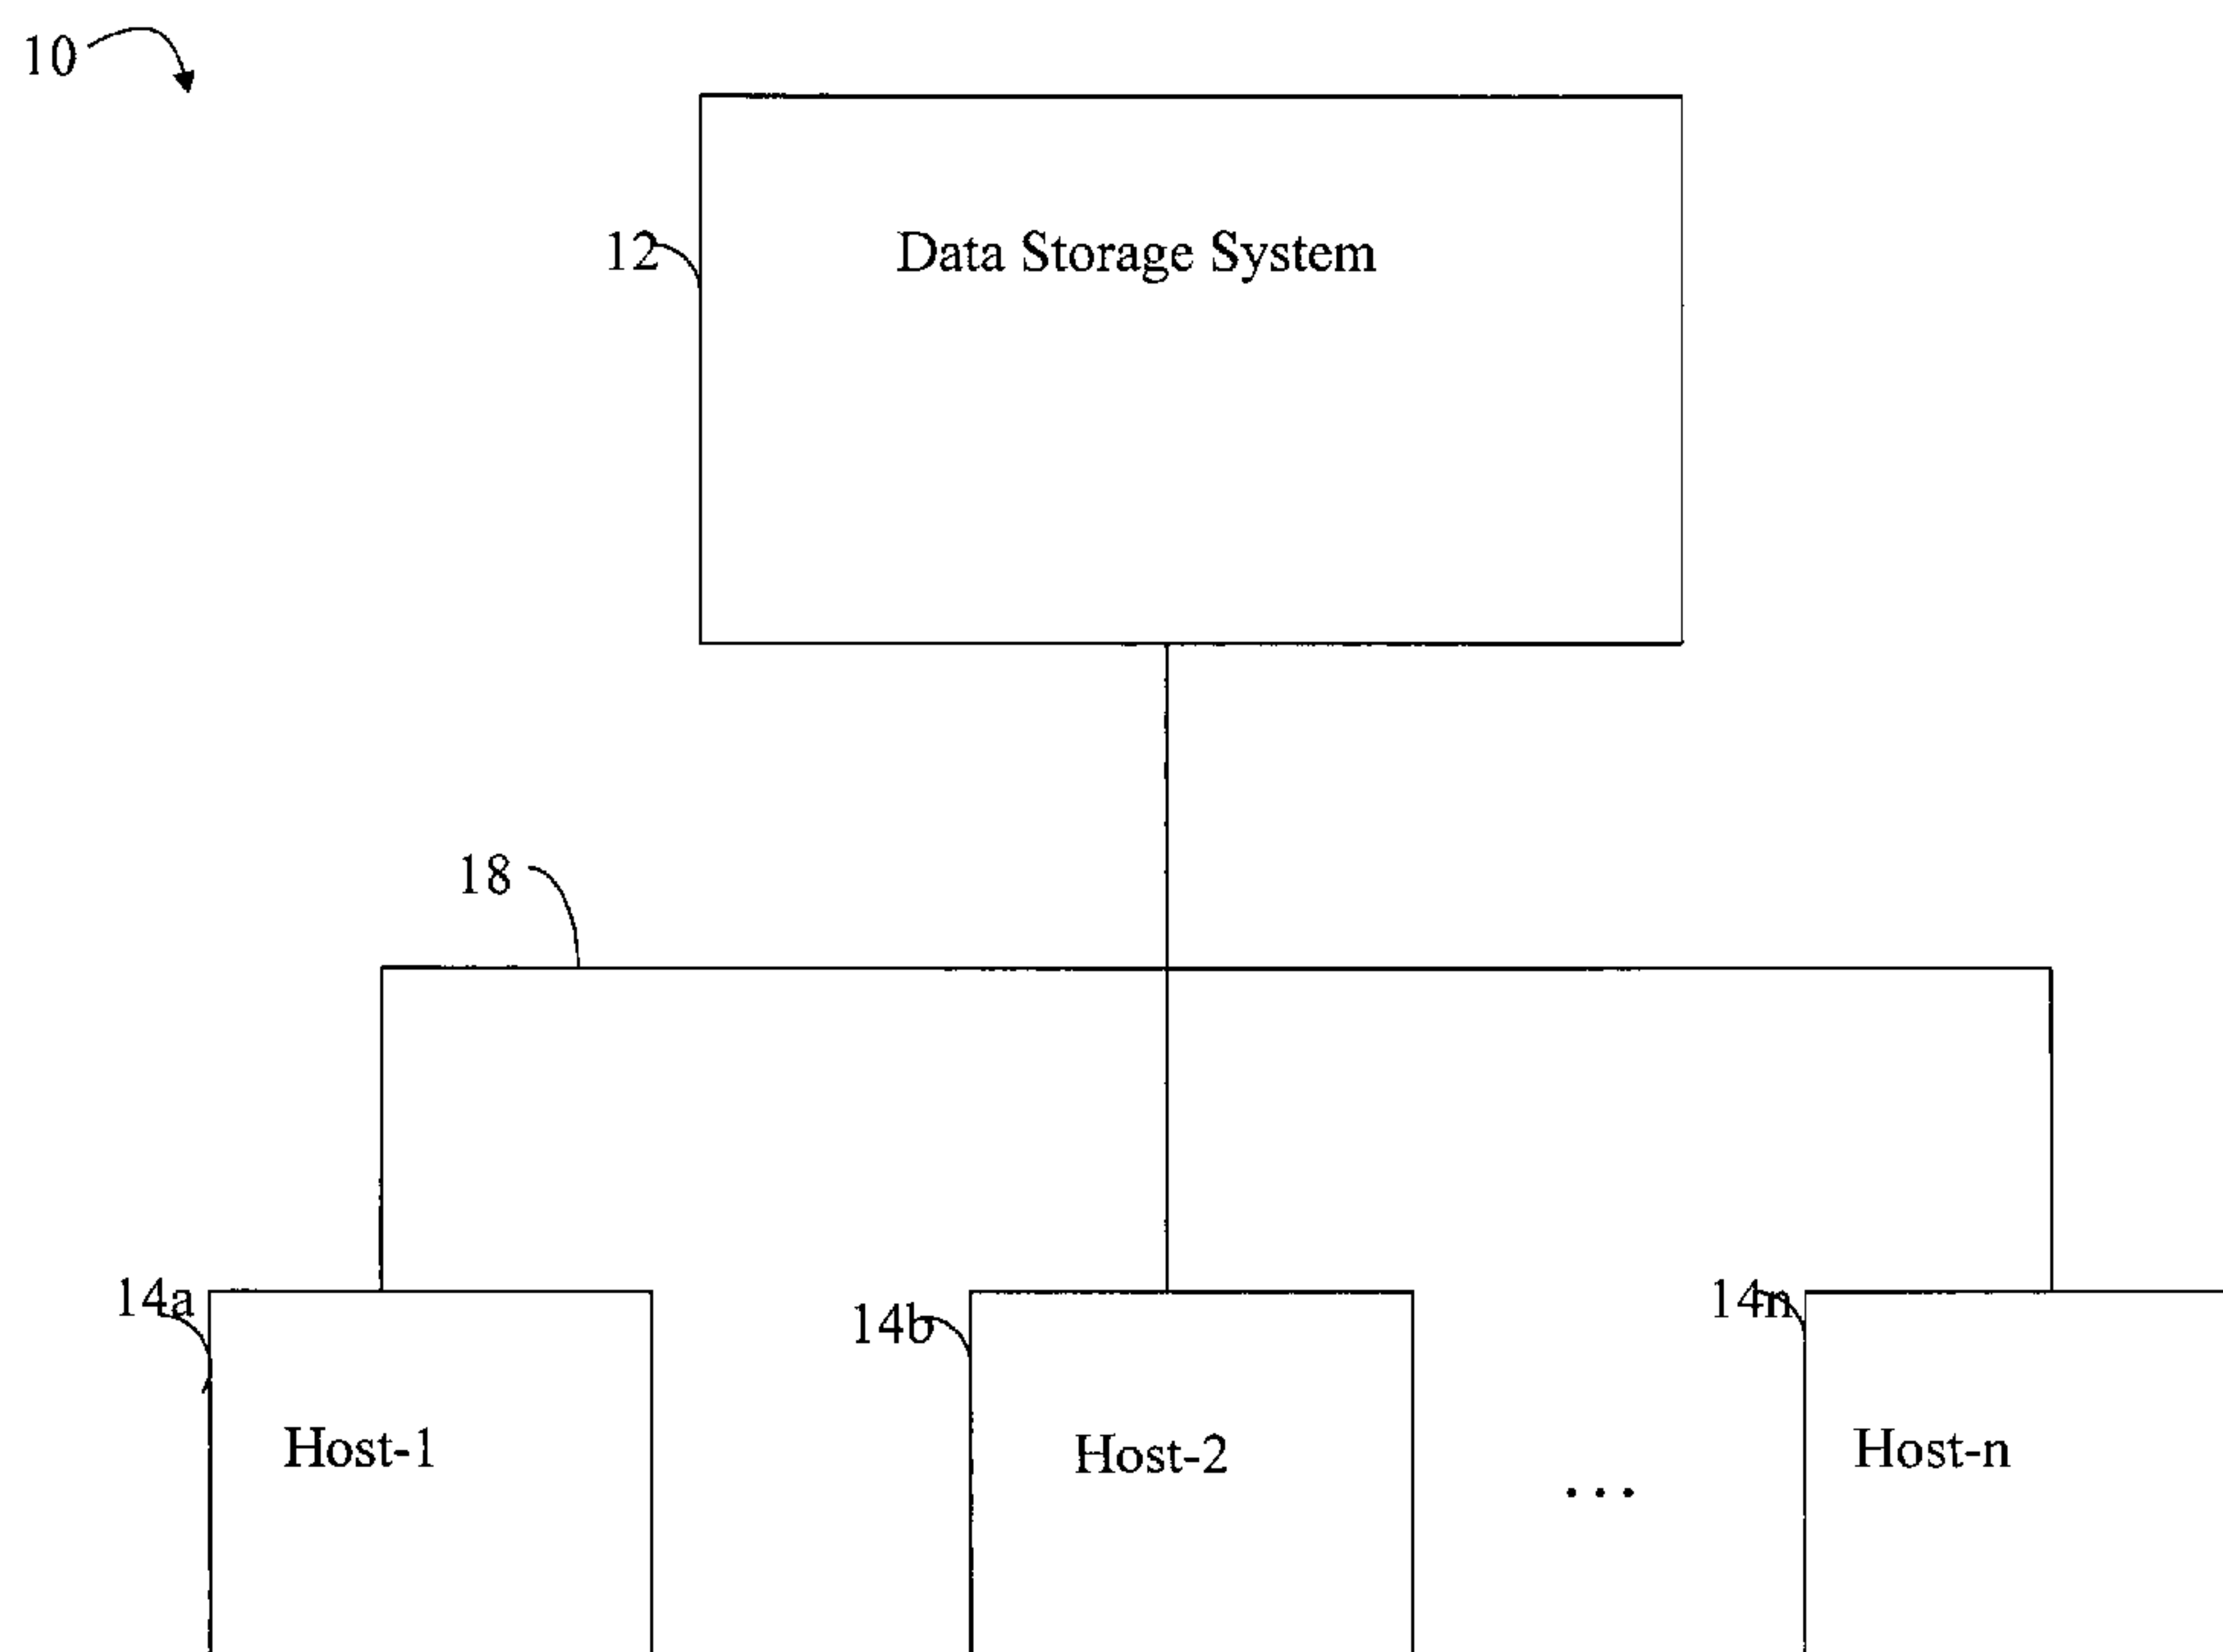 10
12
Data Storage System
18
14a
14b
14n
Host-1
Host-2
...
Host-n